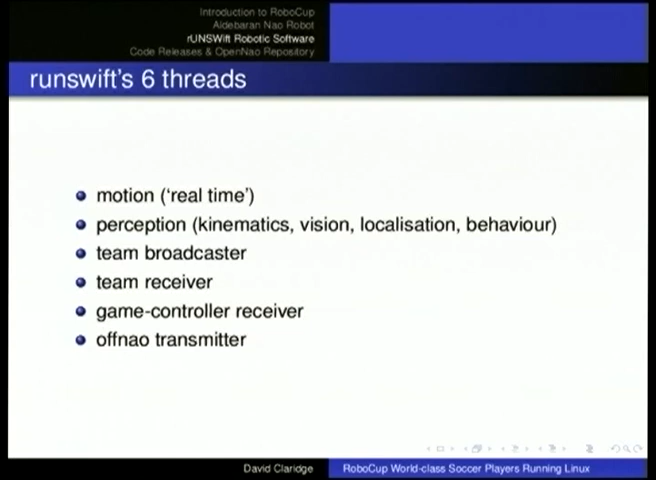 Introduction to RoboCup
Aldebaran Nao Robot
rUNSWift Robotic Software
Code Releases & OpenNao Repository
runswift's 6 threads
motion ('real time')
perception (kinematics, vision, localisation, behaviour)
team broadcaster
team receiver
game-controller receiver
offnao transmitter
David Claridge
RoboCup World-class Soccer Players Running Linux